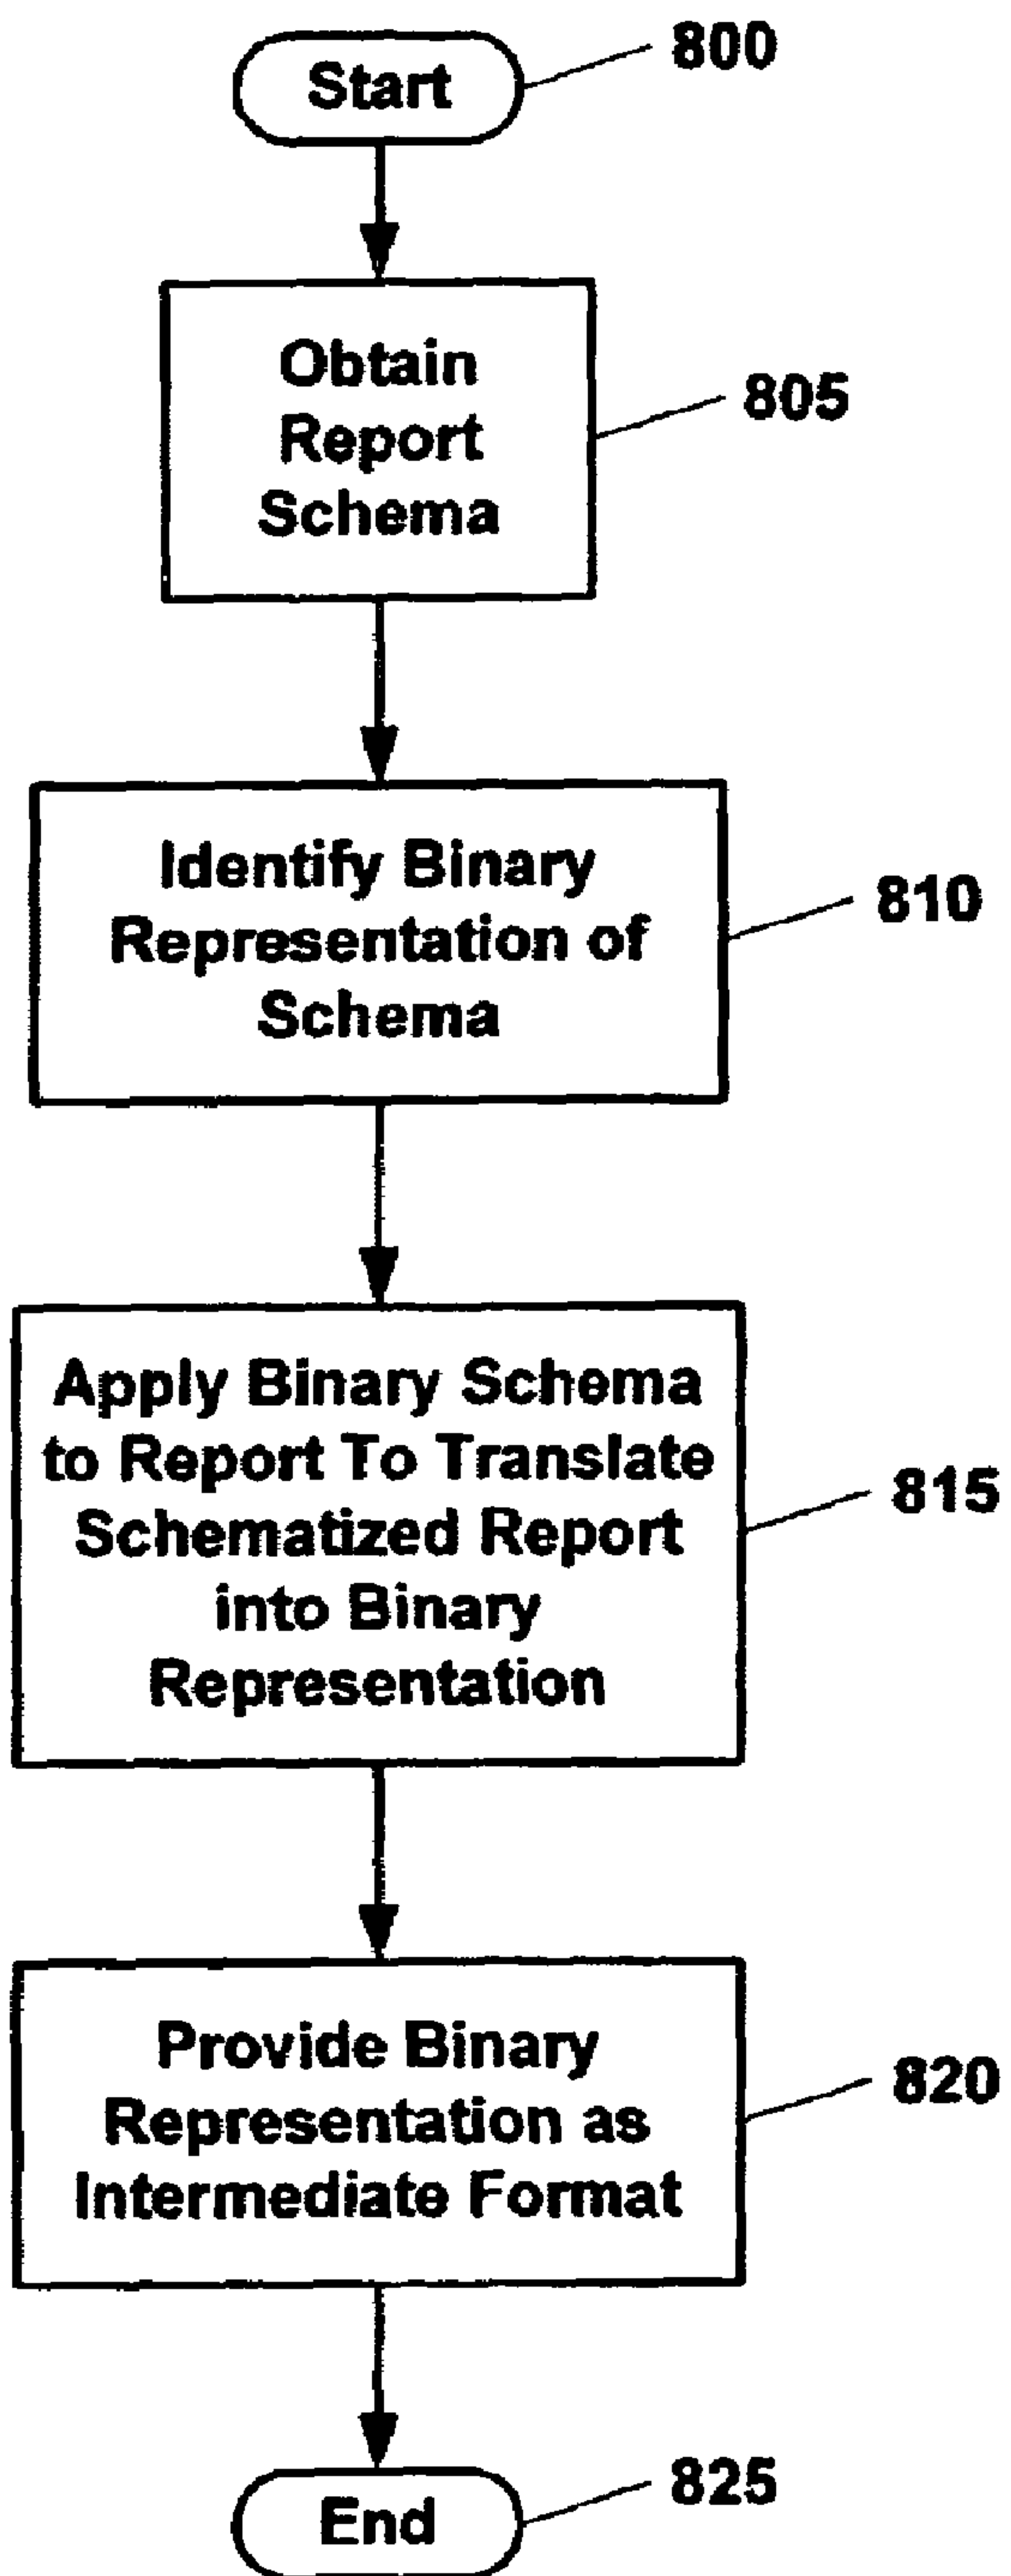 Start
800
Obtain
Report
Schema
805
Identify Binary
Representation of
Schema
810
Apply Binary Schema
to Report To Translate
Schematized Report
into Binary
Representation
815
Provide Binary
Representation as
Intermediate Format
820
End
825